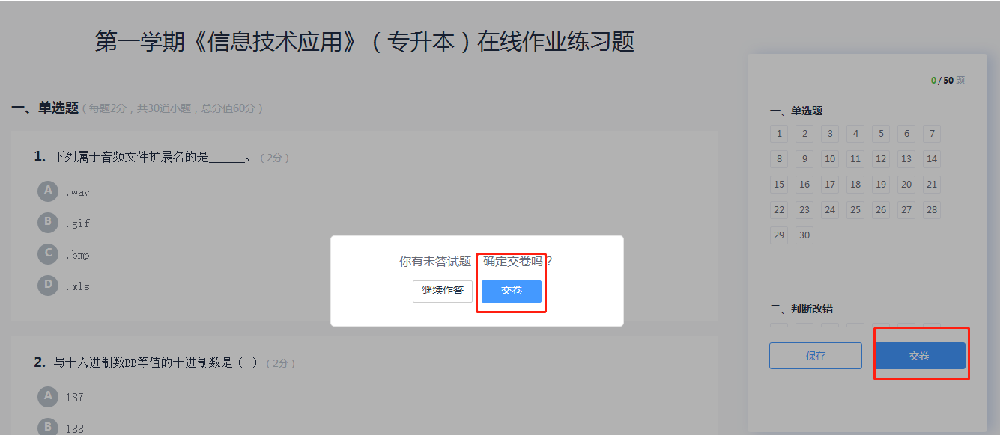 第一学期《信息技术应用》（专升本）在线作业练习题
一、单选题（每题2分，共30道小题，总分值60分）
1. 下列属于音频文件扩展名的是______。（2分）
A .wav
B .gif
C .bmp
D .xls
2. 与十六进制数BB等值的十进制数是（ ）（2分）
A 187
B 188
你有未答试题，确定交卷吗？
继续作答 交卷
0/50 题
一、单选题
1 2 3 4 5 6 7
8 9 10 11 12 13 14
15 16 17 18 19 20 21
22 23 24 25 26 27 28
29 30
二、判断改错
保存 交卷